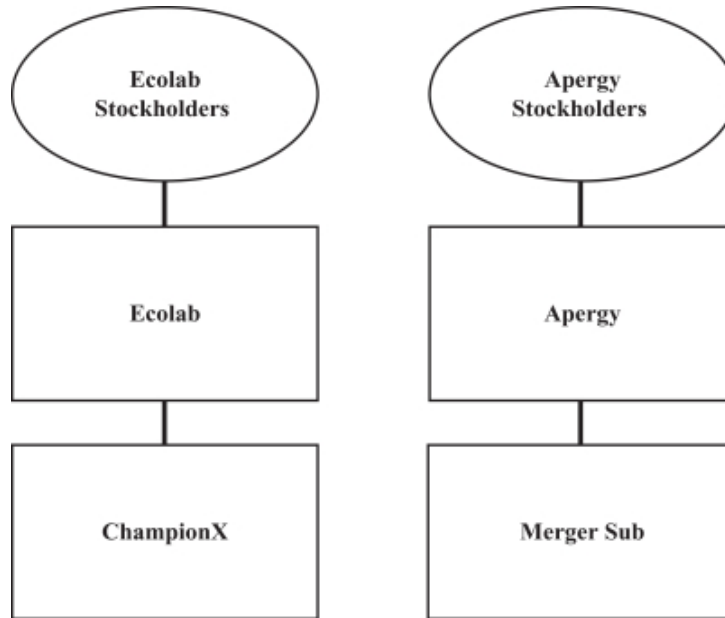 Ecolab
Stockholders
Apergy
Stockholders
Ecolab
Apergy
ChampionX
Merger Sub